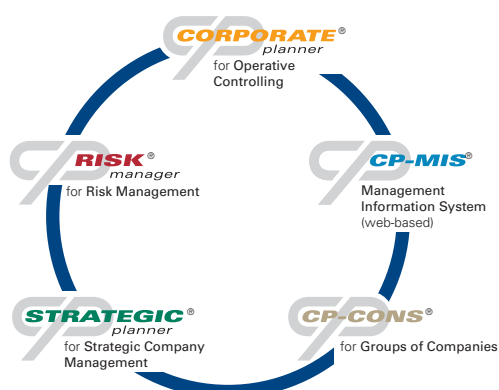 CORPORATE®
planner
for Operative
Controlling
RISK®
manager
for Risk Management
CP-MIS®
Management
Information System
(web-based)
STRATEGIC®
planner
for Strategic Company
Management
CP-CONS®
for Groups of Companies